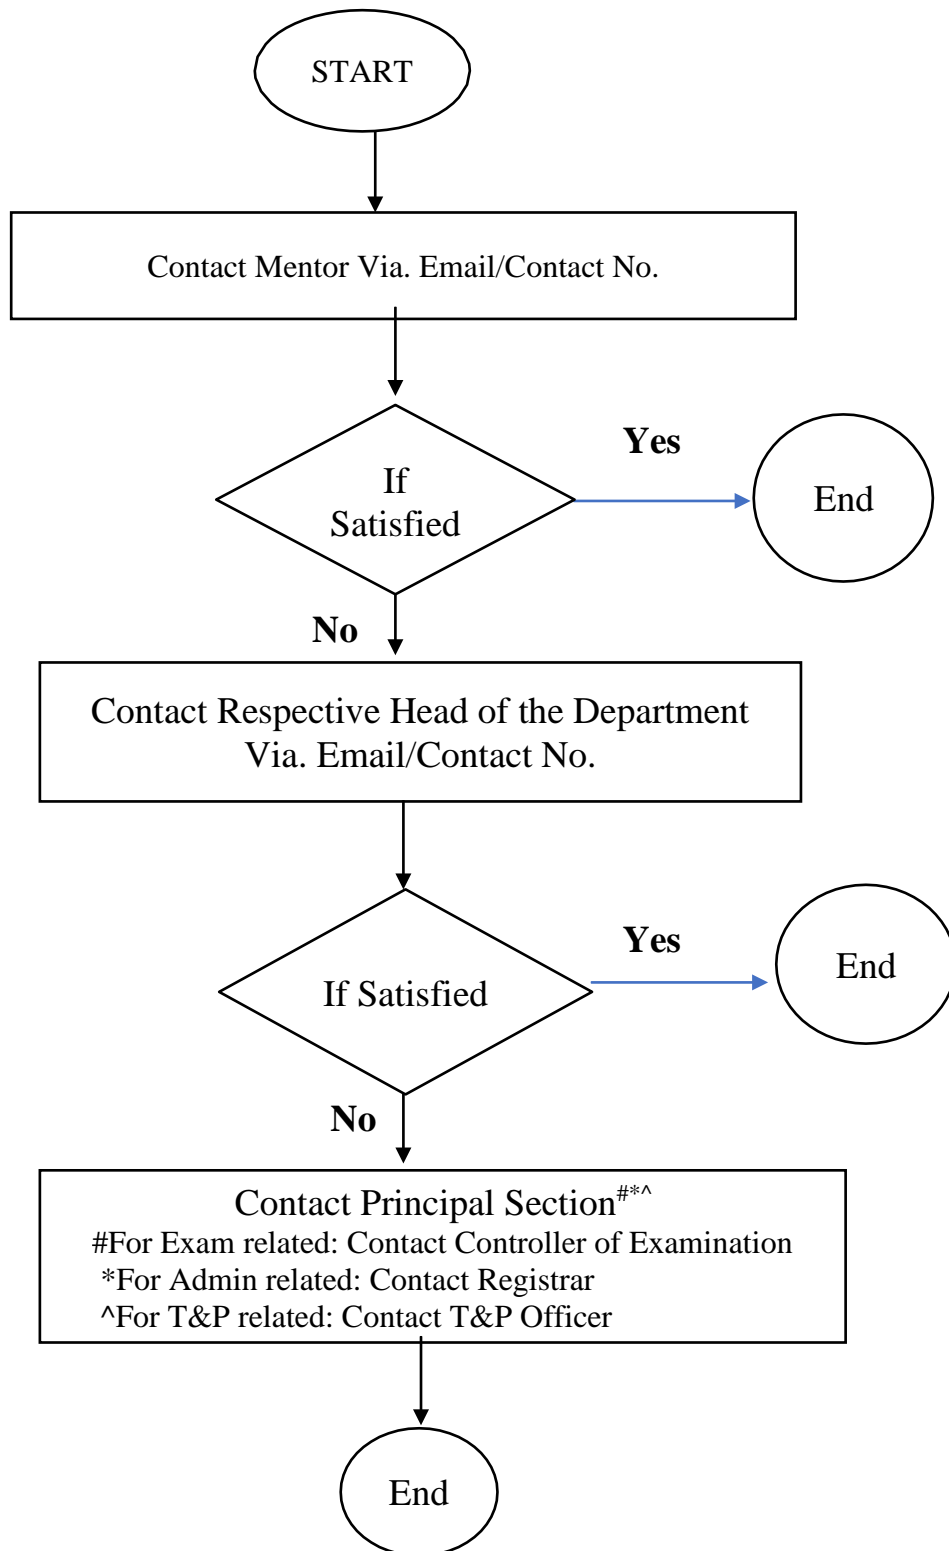 START
Contact Mentor Via. Email/Contact No.
Yes
If
Satisfied
End
No
Contact Respective Head of the Department
Via. Email/Contact No.
Yes
If Satisfied
End
No
Contact Principal Section#*^
#For Exam related: Contact Controller of Examination
*For Admin related: Contact Registrar
^For T&P related: Contact T&P Officer
End